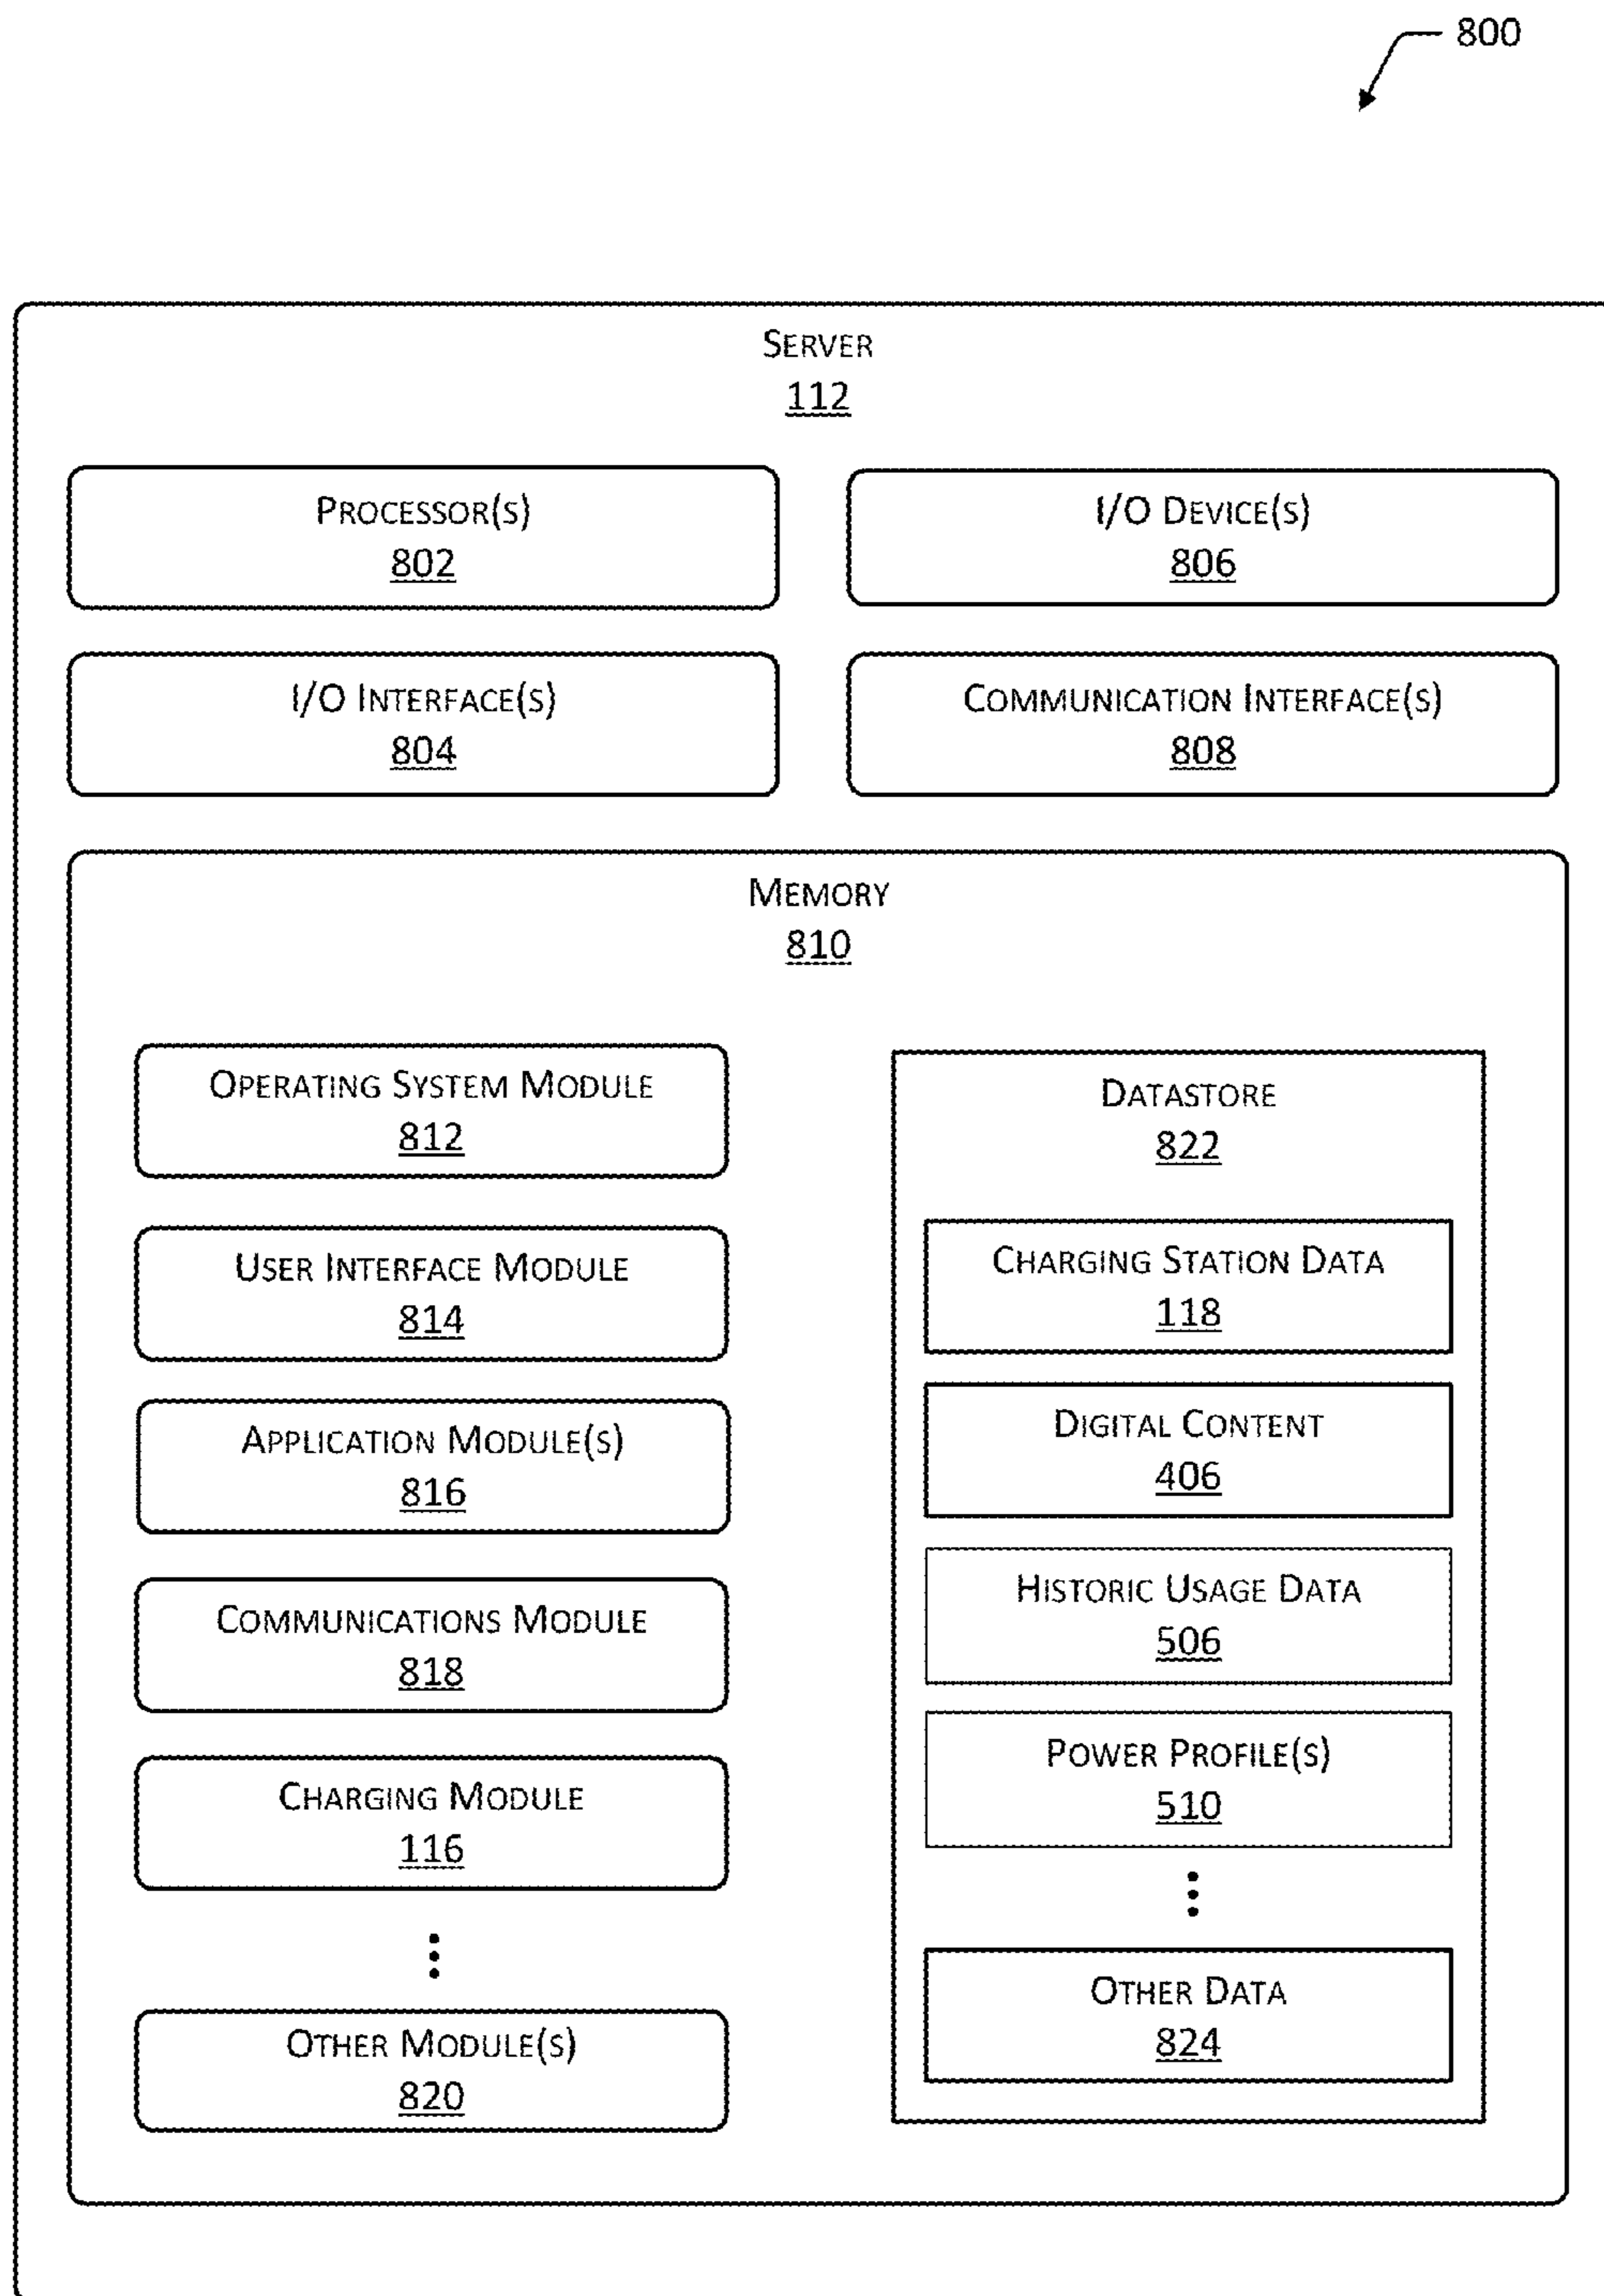 800
SERVER
112
PROCESSOR(S)
802
I/O DEVICE(S)
806
I/O INTERFACE(S)
804
COMMUNICATION INTERFACE(S)
808
MEMORY
810
OPERATING SYSTEM MODULE
812
USER INTERFACE MODULE
814
APPLICATION MODULE(S)
816
COMMUNICATIONS MODULE
818
CHARGING MODULE
116
OTHER MODULE(S)
820
DATASTORE
822
CHARGING STATION DATA
118
DIGITAL CONTENT
406
HISTORIC USAGE DATA
506
POWER PROFILE(S)
510
OTHER DATA
824